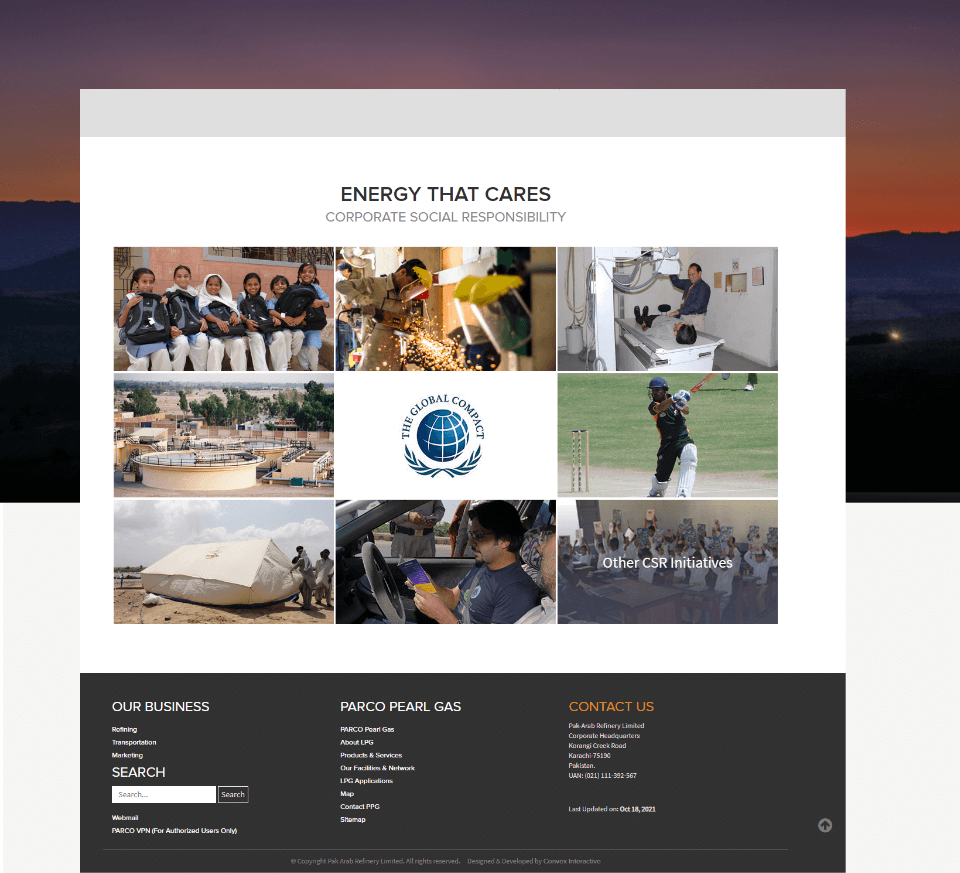 ENERGY THAT CARES
CORPORATE SOCIAL RESPONSIBILITY
THE GLOBAL COMPACT
Other CSR Initiatives
OUR BUSINESS
Refining
Transportation
Marketing
SEARCH
Search...
Search
Webmail
PARCO VPN (For Authorized Users Only)
PARCO PEARL GAS
PARCO Pearl Gas
About LPG
Products & Services
Our Facilities & Network
LPG Applications
Map
Contact PPG
Sitemap
CONTACT US
Pak-Arab Refinery Limited
Corporate Headquarters
Korangi Creek Road
Karachi-75190
Pakistan.
UAN: (021) 111-392-567
Last Updated on: Oct 18, 2021
© Copyright Pak Arab Refinery Limited. All rights reserved. Designed & Developed by Convox Interactive